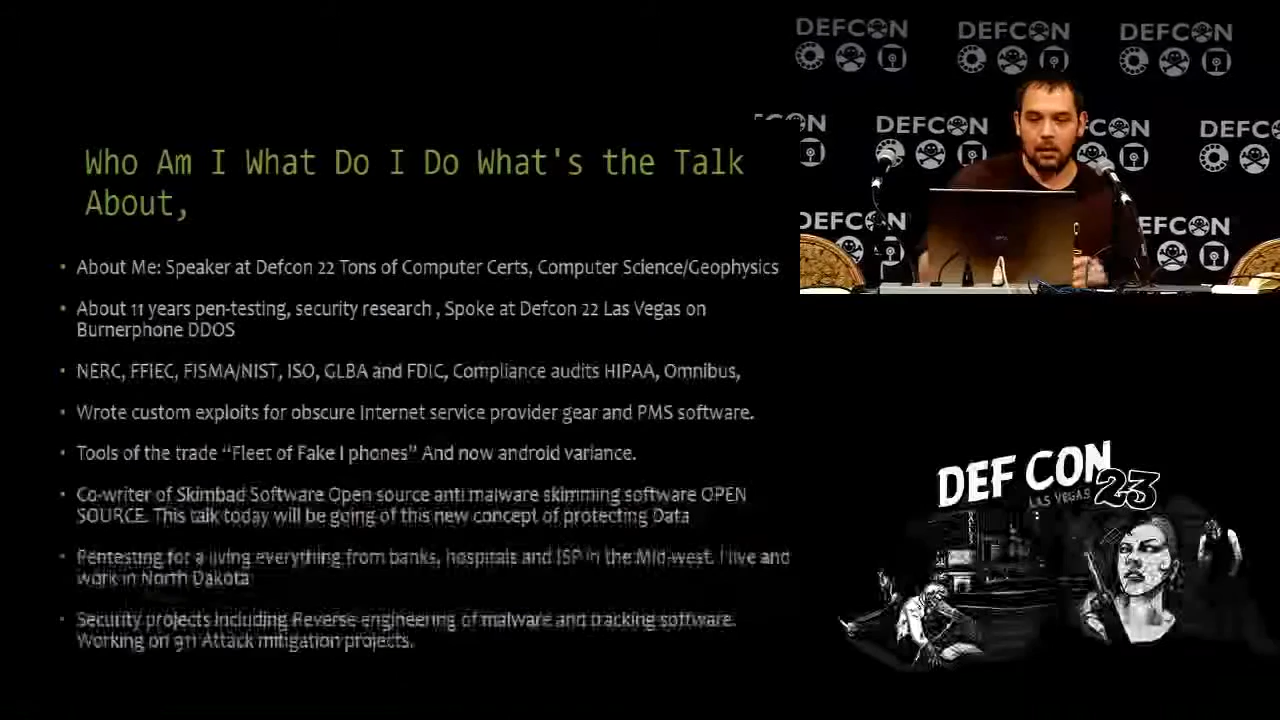 Who Am I What Do I Do What's the Talk
About,
• About Me: Speaker at Defcon 22 Tons of Computer Certs, Computer Science/Geophysics
• About 11 years pen-testing, security research , Spoke at Defcon 22 Las Vegas on
Burnerphone DDOS
• NERC, FFIEC, FISMA/NIST, ISO, GLBA and FDIC, Compliance audits HIPAA, Omnibus,
• Wrote custom exploits for obscure Internet service provider gear and PMS software.
• Tools of the trade “Fleet of Fake I phones” And now android variance.
• Co-writer of Skimbad Software Open source anti malware skimming software OPEN
SOURCE. This talk today will be going of this new concept of protecting Data
• Pentesting for a living everything from banks, hospitals and ISP in the Mid-west. I live and
work in North Dakota
• Security projects Including Reverse engineering of malware and tracking software.
Working on 911 Attack mitigation projects.
DEFCON DEFCON DEFCON
DEFCON DEFCON
DEFCON
DEF CON
LAS VEGAS 23